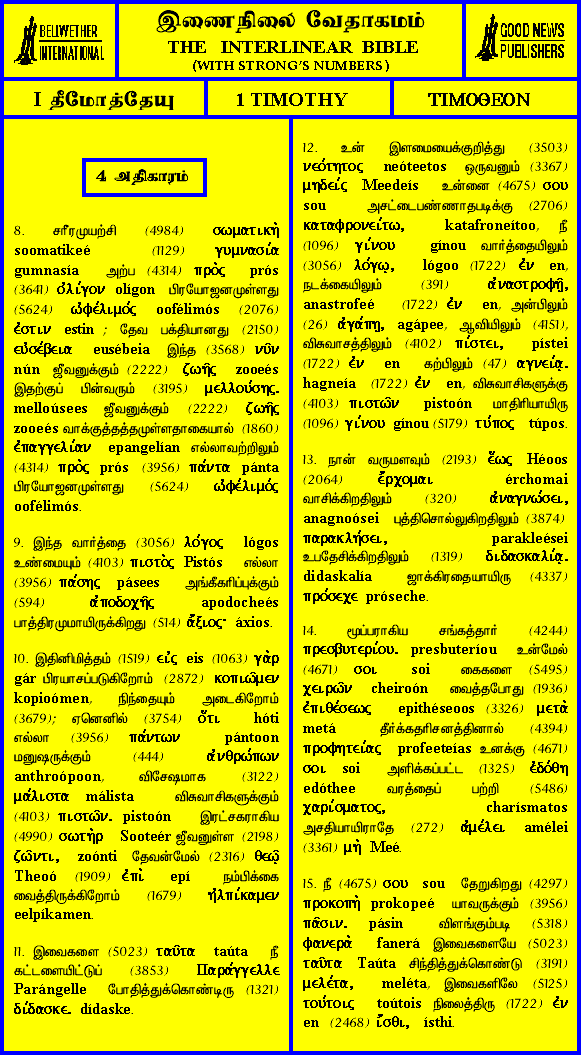 BELLWETHER
INTERNATIONAL
இணைநிலை வேதாகமம்
THE INTERLINEAR BIBLE
(WITH STRONG'S NUMBERS )
GOOD NEWS
PUBLISHERS
I தீமோத்தேயு
1 TIMOTHY
ΤΙΜΟΘΕΟΝ
4 அதிகாரம்
8. சரீரமுயற்சி (4984) σωματικὴ
soomatikeé (1129) γυμνασία
gumnasía அற்ப (4314) πρὸς prós
(3641) ὀλίγον olígon பிரயோஜனமுள்ளது
(5624) ὠφέλιμός oofélimós (2076)
ἐστιν estin ; தேவ பக்தியானது (2150)
εὐσέβεια eusébeia இந்த (3568) νῦν
nún ஜீவனுக்கும் (2222) ζωῆς zooeés
இதற்குப் பின்வரும் (3195) μελλούσης.
melloúsees ஜீவனுக்கும் (2222) ζωῆς
zooeés வாக்குத்தத்தமுள்ளதாகையால் (1860)
ἐπαγγελίαν epangelían எல்லாவற்றிலும்
(4314) πρὸς prós (3956) πάντα pánta
பிரயோஜனமுள்ளது (5624) ὠφέλιμός
oofélimós.
9. இந்த வார்த்தை (3056) λόγος lógos
உண்மையும் (4103) πιστὸς Pistós எல்லா
(3956) πάσης pásees அங்கீகரிப்புக்கும்
(594) ἀποδοχῆς apodocheés
பாத்திரமுமாயிருக்கிறது (514) ἄξιος· áxios.
10. இதினிமித்தம் (1519) εἰς eis (1063) γὰρ
gár பிரயாசப்படுகிறோம் (2872) κοπιῶμεν
kopioómen, நிந்தையும் அடைகிறோம்
(3679); ஏனெனில் (3754) ὅτι hóti
எல்லா (3956) πάντων pántoon
மனுஷருக்கும் (444) ἀνθρώπων
anthroópoon, விசேஷமாக (3122)
μάλιστα málista விசுவாசிகளுக்கும்
(4103) πιστῶν. pistoón இரட்சகராகிய
(4990) σωτὴρ Sooteér ஜீவனுள்ள (2198)
ζῶντι, zoónti தேவன்மேல் (2316) θεῷ
Theoó (1909) ἐπὶ epí நம்பிக்கை
வைத்திருக்கிறோம் (1679) ἠλπίκαμεν
eelpíkamen.
11. இவைகளை (5023) ταῦτα taúta நீ
கட்டளையிட்டுப் (3853) Παράγγελλε
Parángelle போதித்துக்கொண்டிரு (1321)
δίδασκε. dídaske.
12. உன் இளமையைக்குறித்து (3503)
νεότητος neóteetos ஒருவனும் (3367)
μηδείς Meedeís உன்னை (4675) σου
sou அசட்டைபண்ணாதபடிக்கு (2706)
καταφρονείτω, katafroneítoo, நீ
(1096) γίνου gínou வார்த்தையிலும்
(3056) λόγῳ, lógoo (1722) ἐν en,
நடக்கையிலும் (391) ἀναστροφῇ,
anastrofeé (1722) ἐν en, அன்பிலும்
(26) ἀγάπῃ, agápee, ஆவியிலும் (4151),
விசுவாசத்திலும் (4102) πίστει, pístei
(1722) ἐν en கற்பிலும் (47) αγνείᾳ.
hagneía (1722) ἐν en, விசுவாசிகளுக்கு
(4103) πιστῶν pistoón மாதிரியாயிரு
(1096) γίνου gínou (5179) τύπος túpos.
13. நான் வருமளவும் (2193) ἕως Héoos
(2064) ἔρχομαι érchomai
வாசிக்கிறதிலும் (320) ἀναγνώσει,
anagnoósei புத்திசொல்லுகிறதிலும் (3874)
παρακλήσει, parakleései
உபதேசிக்கிறதிலும் (1319) διδασκαλίᾳ.
didaskalía ஜாக்கிரதையாயிரு (4337)
πρόσεχε próseche.
14. மூப்பராகிய சங்கத்தார் (4244)
πρεσβυτερίου. presbuteríou உன்மேல்
(4671) σοι soi கைகளை (5495)
χειρῶν cheiroón வைத்தபோது (1936)
ἐπιθέσεως epithéseoos (3326) μετὰ
metá தீர்க்கதரிசனத்தினால் (4394)
προφητείας profeeteías உனக்கு (4671)
σοι soi அளிக்கப்பட்ட (1325) ἐδόθη
edóthee வரத்தைப் பற்றி (5486)
χαρίσματος, charísmatos
அசதியாயிராதே (272) ἀμέλει amélei
(3361) μὴ Meé.
15. நீ (4675) σου sou தேறுகிறது (4297)
προκοπὴ prokopeé யாவருக்கும் (3956)
πᾶσιν. pásin விளங்கும்படி (5318)
φανερὰ fanerá இவைகளையே (5023)
ταῦτα Taúta சிந்தித்துக்கொண்டு (3191)
μελέτα, meléta, இவைகளிலே (5125)
τούτοις toútois நிலைத்திரு (1722) ἐν
en (2468) ἴσθι, ísthi.